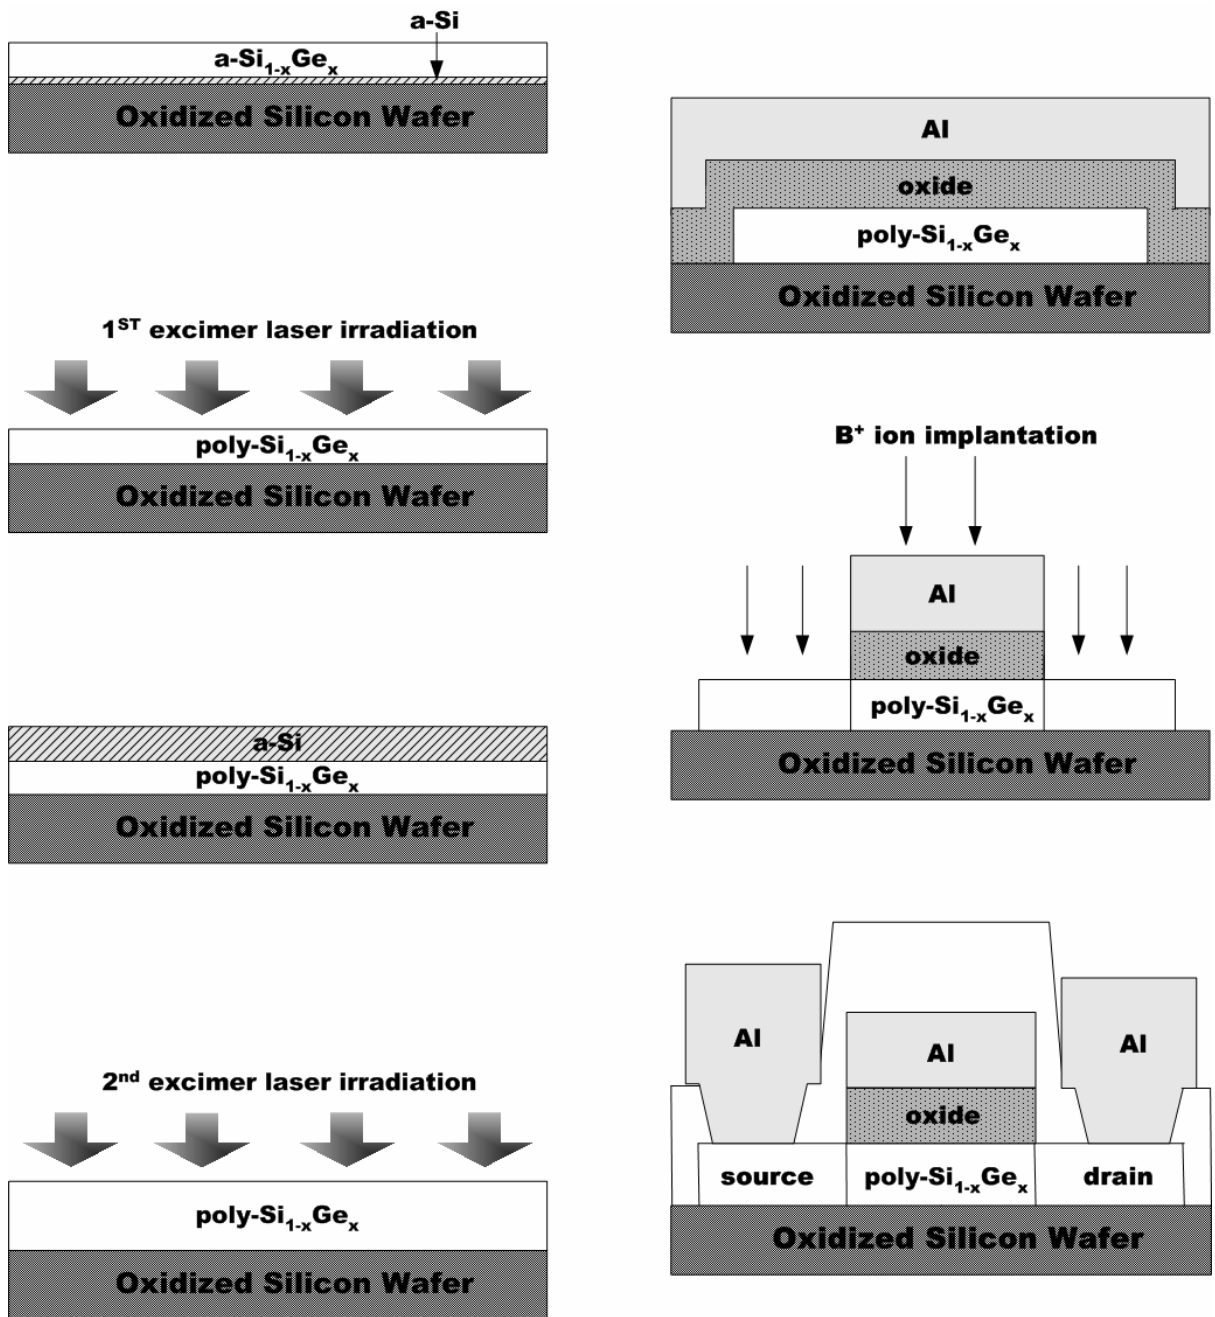 a-Si
a-Si₁₋ₓGeₓ
Oxidized Silicon Wafer
1ST excimer laser irradiation
poly-Si₁₋ₓGeₓ
Oxidized Silicon Wafer
a-Si
poly-Si₁₋ₓGeₓ
Oxidized Silicon Wafer
2nd excimer laser irradiation
poly-Si₁₋ₓGeₓ
Oxidized Silicon Wafer
Al
oxide
poly-Si₁₋ₓGeₓ
Oxidized Silicon Wafer
B⁺ ion implantation
Al
oxide
poly-Si₁₋ₓGeₓ
Oxidized Silicon Wafer
Al Al Al
oxide
source poly-Si₁₋ₓGeₓ drain
Oxidized Silicon Wafer